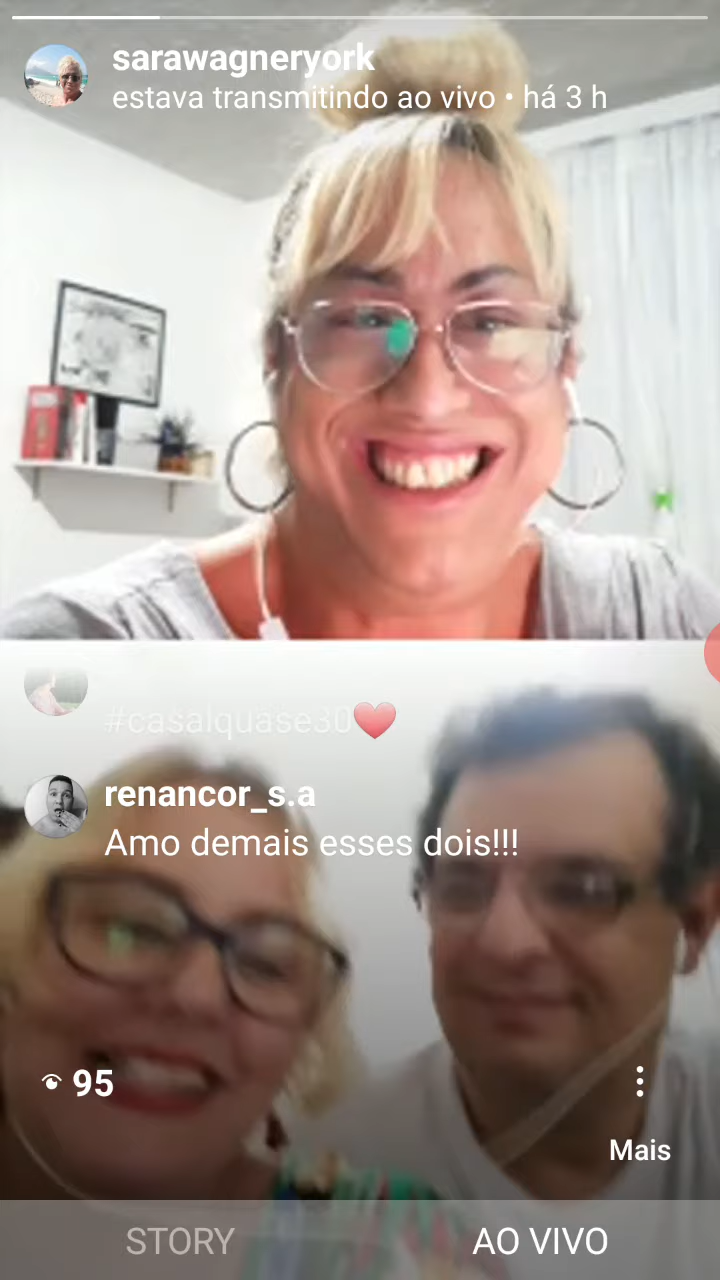 sarawagneryork
estava transmitindo ao vivo • há 3 h
#casalquase30❤️
renancor_s.a
Amo demais esses dois!!!
95
Mais
STORY
AO VIVO